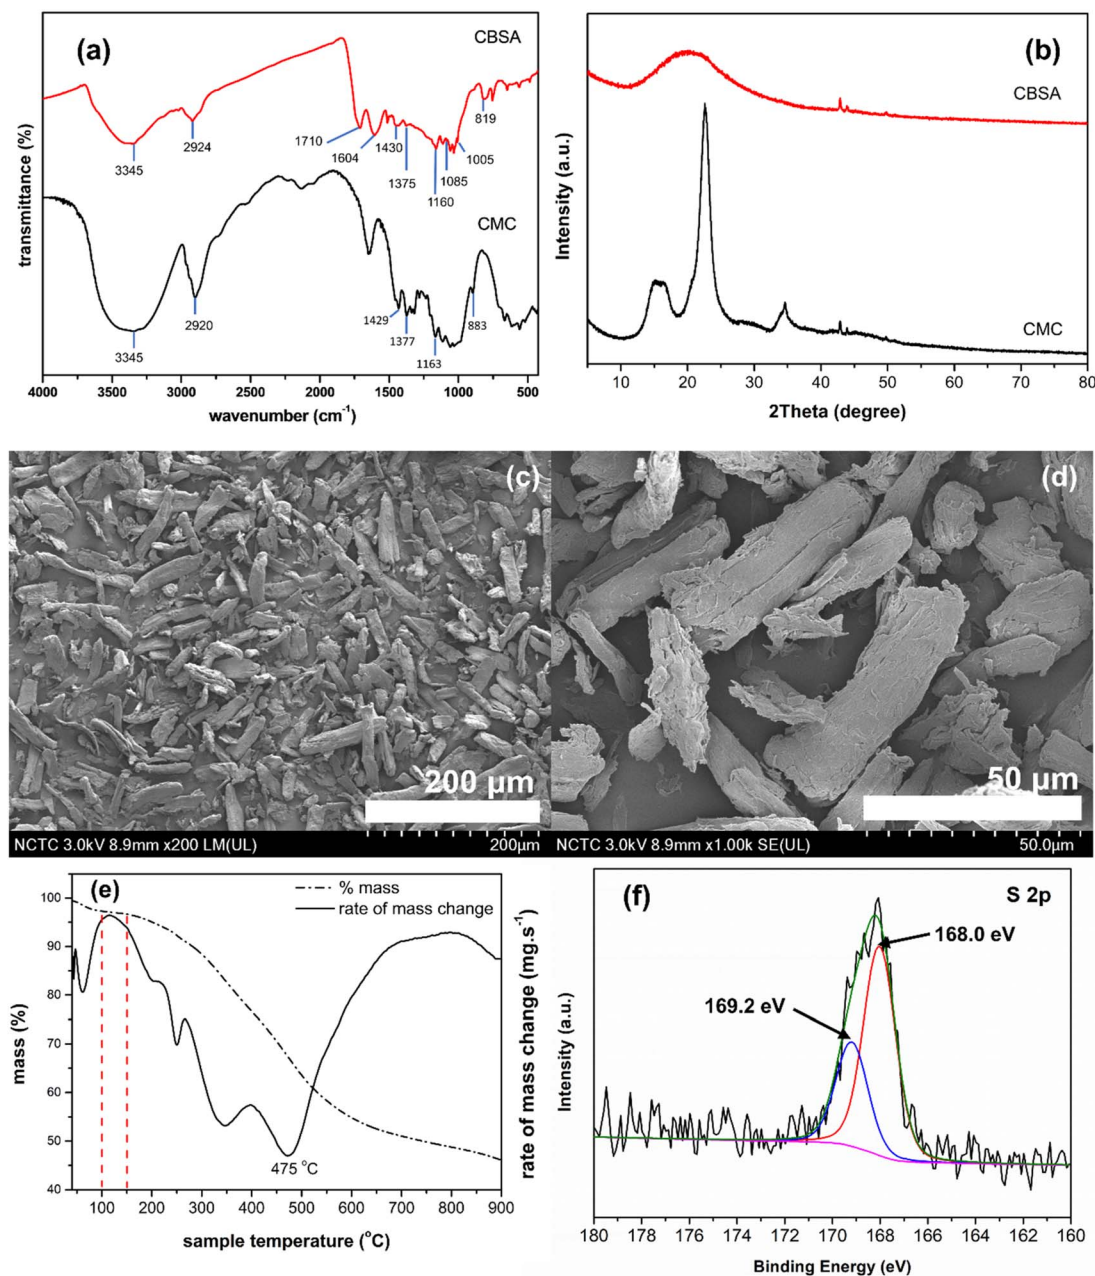 (a)
CBSA
1710
1604
1430
1375
1160
1085
1005
819
2924
3345
CMC
2920
3345
1429
1377
1163
883
transmittance (%)
4000 3500 3000 2500 2000 1500 1000 500
wavenumber (cm-1)
(b)
CBSA
CMC
Intensity (a.u.)
10 20 30 40 50 60 70 80
2Theta (degree)
(c)
200 µm
NCTC 3.0kV 8.9mm x200 LM(UL) 200µm
(d)
50 µm
NCTC 3.0kV 8.9mm x1.00k SE(UL) 50.0µm
(e)
% mass
rate of mass change
100
90
80
70
60
50
40
mass (%)
475 °C
rate of mass change (mg.s-1)
100 200 300 400 500 600 700 800 900
sample temperature (°C)
(f)
S 2p
168.0 eV
169.2 eV
Intensity (a.u.)
180 178 176 174 172 170 168 166 164 162 160
Binding Energy (eV)